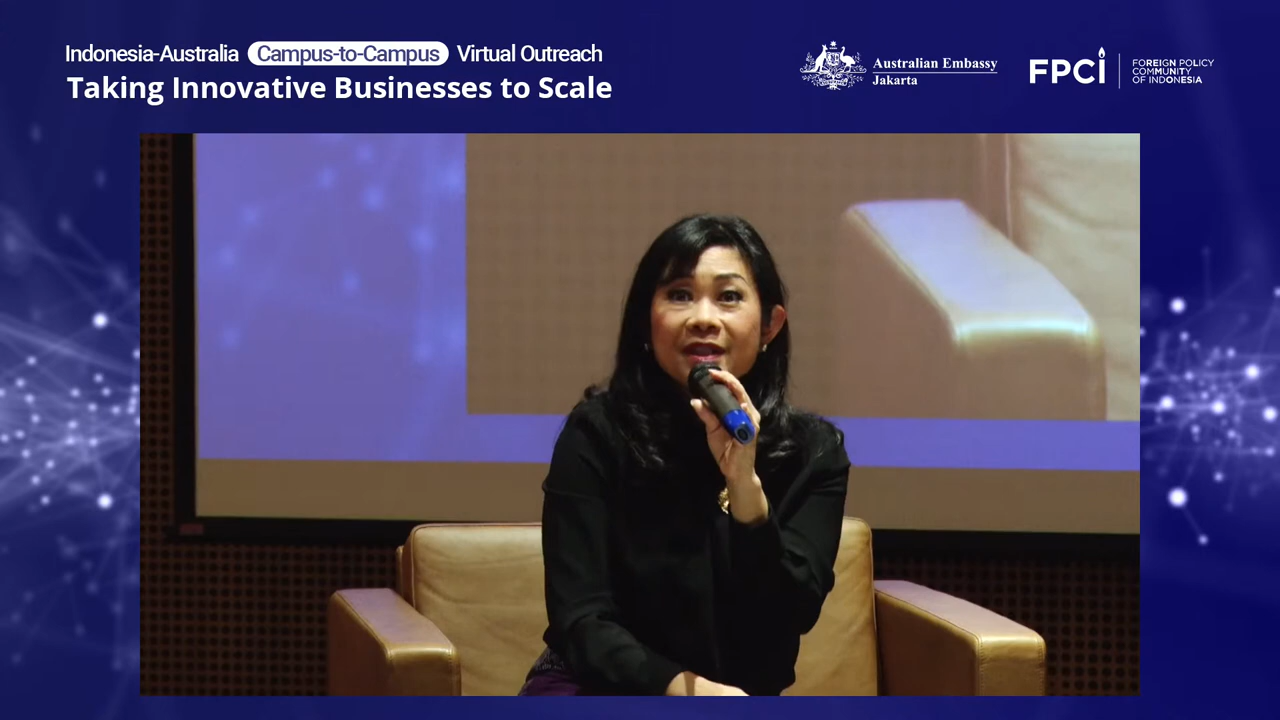 Indonesia-Australia Campus-to-Campus Virtual Outreach
Taking Innovative Businesses to Scale
Australian Embassy
Jakarta
FPCI
FOREIGN POLICY
COMMUNITY
OF INDONESIA